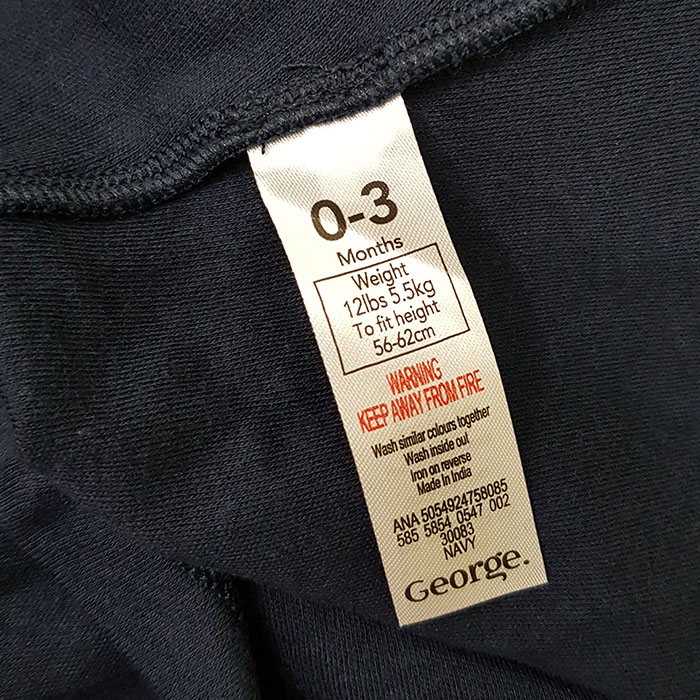 0-3
Months
Weight
12lbs 5.5kg
To fit height
56-62cm
WARNING
KEEP AWAY FROM FIRE
Wash similar colours together
Wash inside out
Iron on reverse
Made In India
ANA 5054924758085
585 5854 0547 002
30083
NAVY
George.